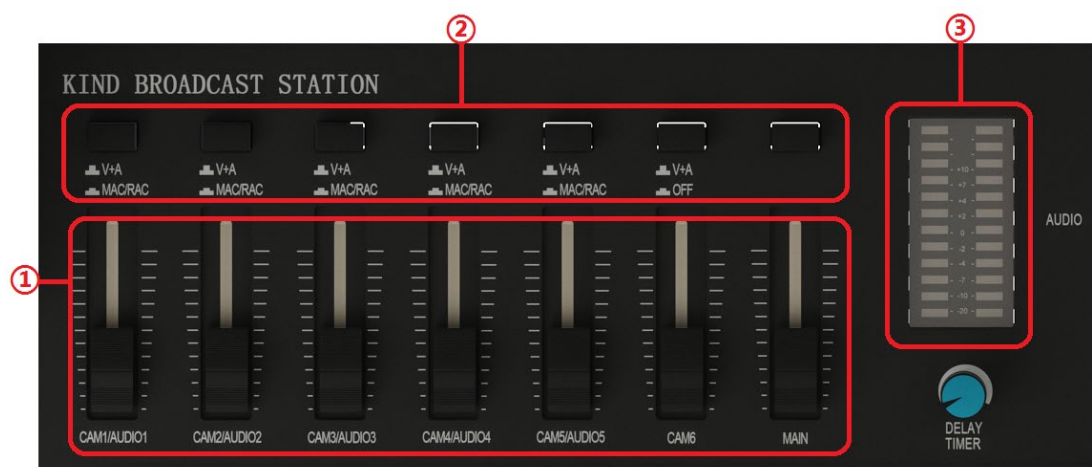 ② ③
KIND BROADCAST STATION
V+A V+A V+A V+A V+A V+A
MAC/RAC MAC/RAC MAC/RAC MAC/RAC MAC/RAC OFF
①
+10
+7
+4
+2
0
-2
-4
-7
-10
-20
AUDIO
CAM1/AUDIO1 CAM2/AUDIO2 CAM3/AUDIO3 CAM4/AUDIO4 CAM5/AUDIO5 CAM6 MAIN
DELAY
TIMER